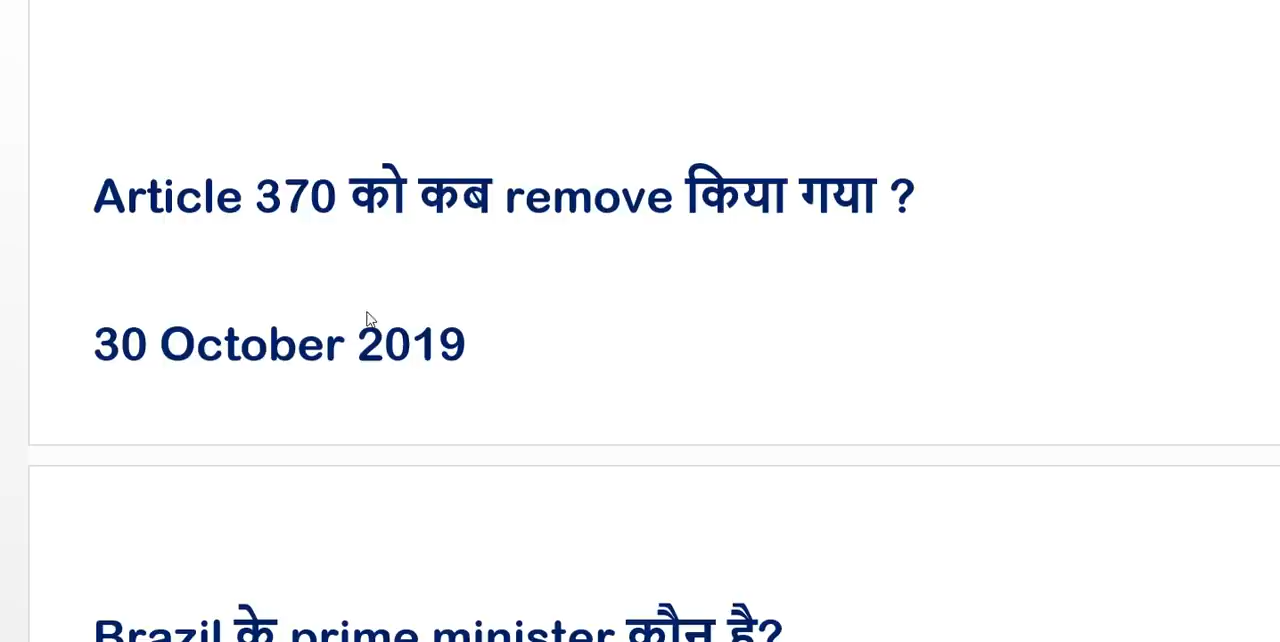 Article 370 को कब remove किया गया ?
30 October 2019
Brazil के prime minister कौन है?